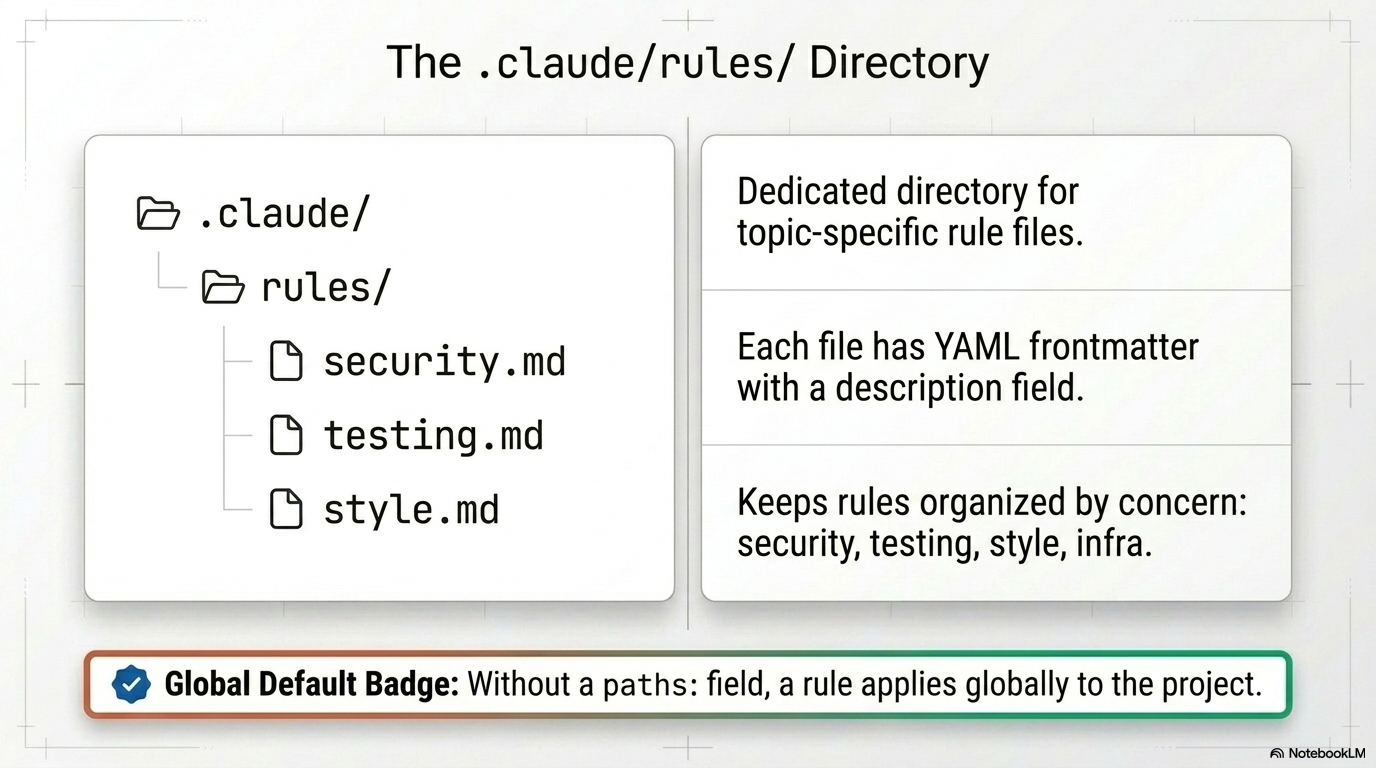 The .claude/rules/ Directory
.claude/
rules/
security.md
testing.md
style.md
Dedicated directory for
topic-specific rule files.
Each file has YAML frontmatter
with a description field.
Keeps rules organized by concern:
security, testing, style, infra.
Global Default Badge: Without a paths: field, a rule applies globally to the project.
NotebookLM